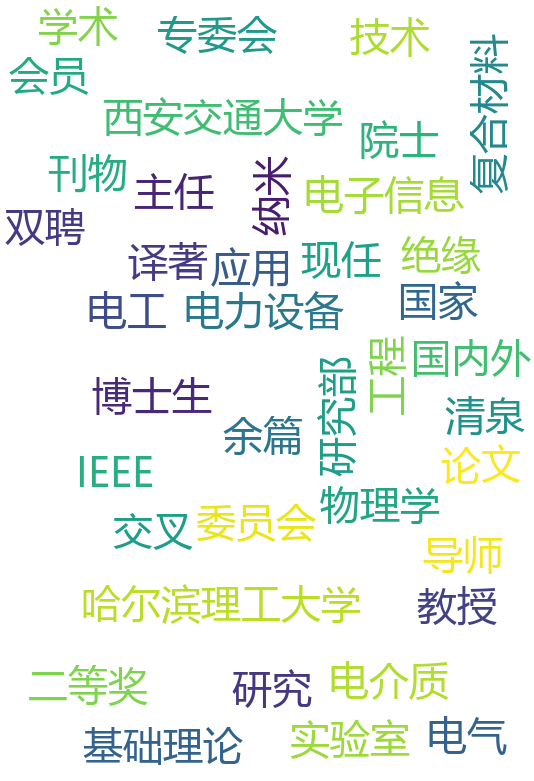 学术
专委会
技术
会员
复合材料
西安交通大学
院士
刊物
主任
纳米
电子信息
双聘
译著
应用
现任
绝缘
电工
电力设备
国家
博士生
研究部
工程
国内外
余篇
清泉
IEEE
论文
交叉
委员会
物理学
导师
哈尔滨理工大学
教授
二等奖
研究
电介质
基础理论
实验室
电气